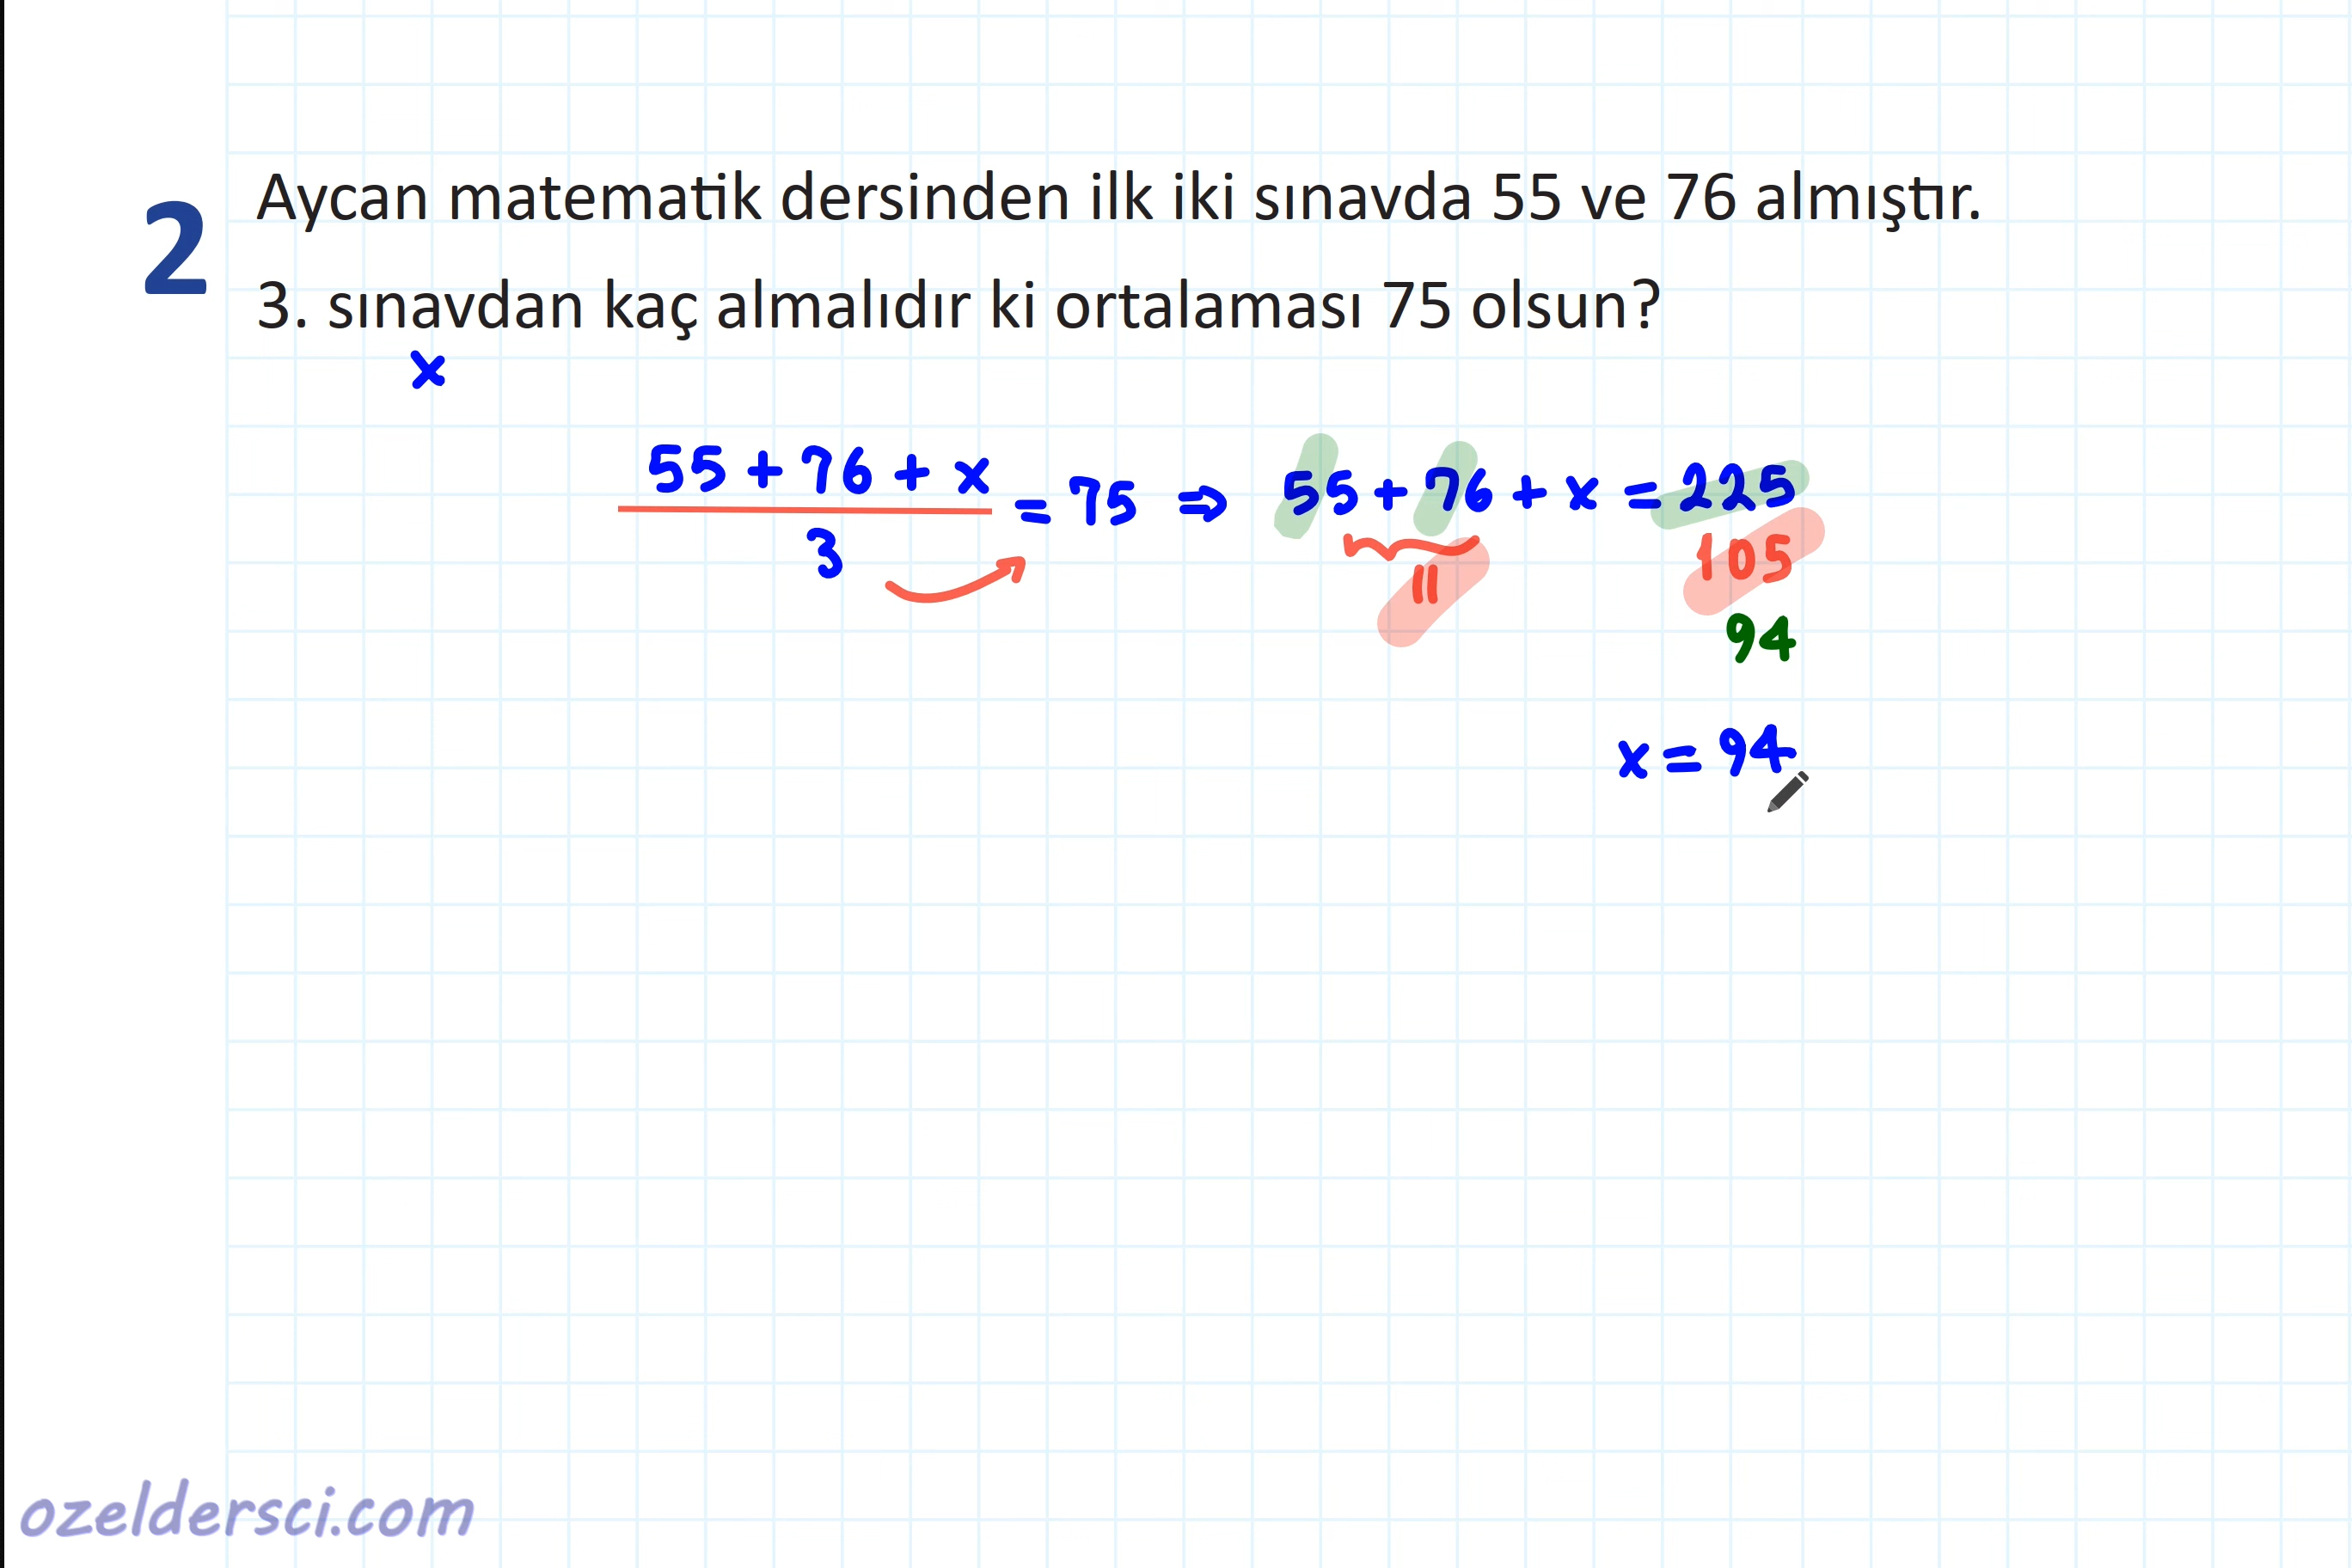 2
Aycan matematik dersinden ilk iki sınavda 55 ve 76 almıştır.
3. sınavdan kaç almalıdır ki ortalaması 75 olsun?
x
55 + 76 + x
3
= 75 ⇒ 55 + 76 + x = 225
11
105
94
x = 94
ozeldersci.com